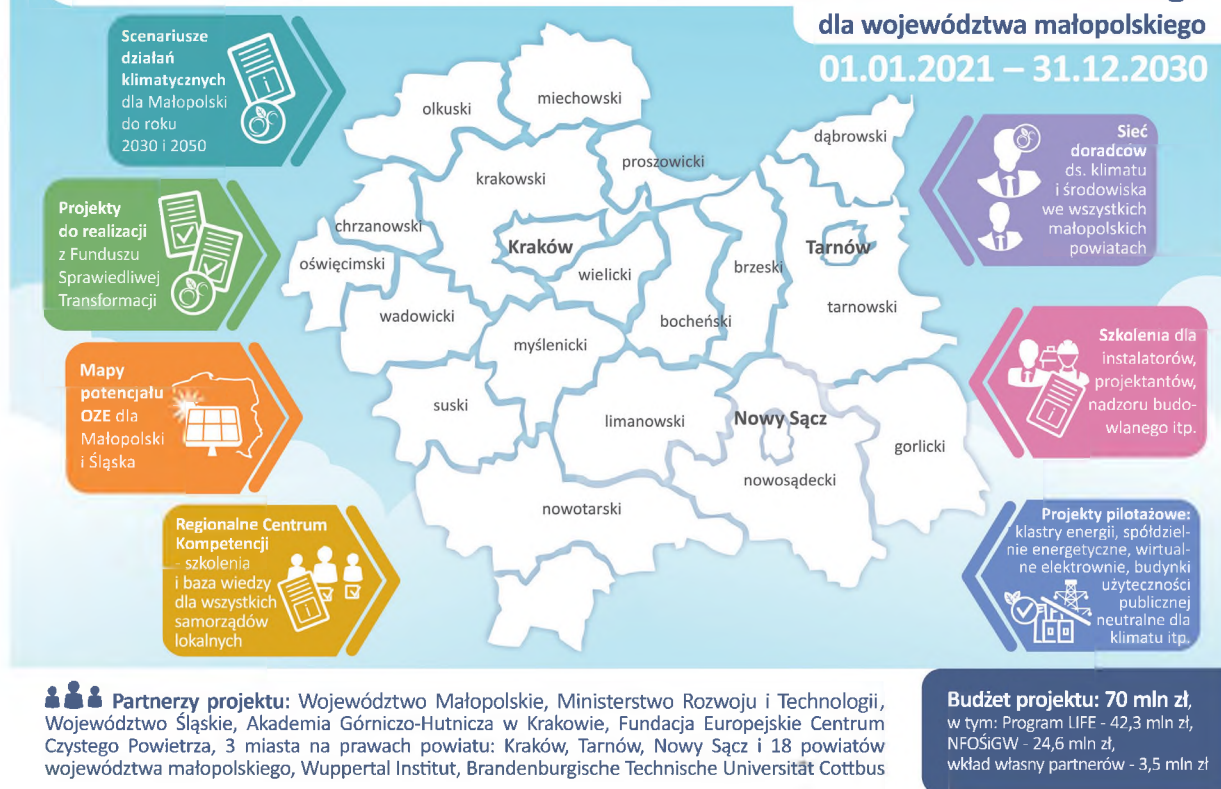 dla województwa małopolskiego
01.01.2021 – 31.12.2030
Scenariusze
działań
klimatycznych
dla Małopolski
do roku
2030 i 2050
Projekty
do realizacji
z Funduszu
Sprawiedliwej
Transformacji
Mapy
potencjału
OZE dla
Małopolski
i Śląska
Regionalne Centrum
Kompetencji
- szkolenia
i baza wiedzy
dla wszystkich
samorządów
lokalnych
olkuski
miechowski
dąbrowski
proszowicki
krakowski
chrzanowski
Kraków
Tarnów
oświęcimski
wielicki
brzeski
wadowicki
bocheński
tarnowski
myślenicki
suski
limanowski
Nowy Sącz
gorlicki
nowosądecki
nowotarski
Sieć
doradców
ds. klimatu
i środowiska
we wszystkich
małopolskich
powiatach
Szkolenia dla
instalatorów,
projektantów,
nadzoru budo-
wlanego itp.
Projekty pilotażowe:
klastry energii, spółdziel-
nie energetyczne, wirtual-
ne elektrownie, budynki
użyteczności
publicznej
neutralne dla
klimatu itp.
Partnerzy projektu: Województwo Małopolskie, Ministerstwo Rozwoju i Technologii,
Województwo Śląskie, Akademia Górniczo-Hutnicza w Krakowie, Fundacja Europejskie Centrum
Czystego Powietrza, 3 miasta na prawach powiatu: Kraków, Tarnów, Nowy Sącz i 18 powiatów
województwa małopolskiego, Wuppertal Institut, Brandenburgische Technische Universität Cottbus
Budżet projektu: 70 mln zł,
w tym: Program LIFE - 42,3 mln zł,
NFOŚiGW - 24,6 mln zł,
wkład własny partnerów - 3,5 mln zł